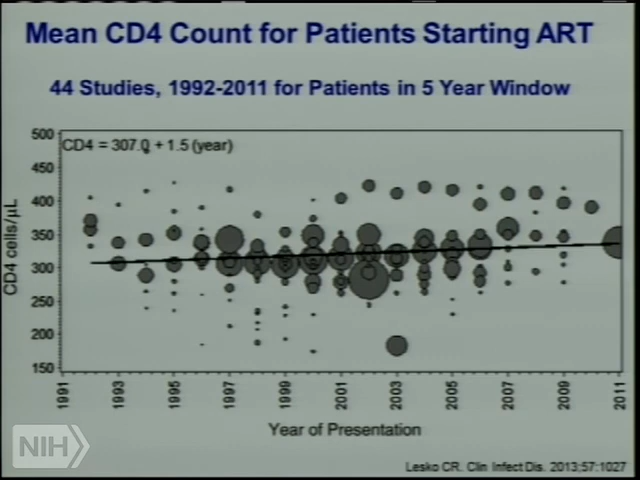 Mean CD4 Count for Patients Starting ART
44 Studies, 1992-2011 for Patients in 5 Year Window
CD4 = 307.0 + 1.5 (year)
CD4 cells/µL
500
450
400
350
300
250
200
150
1991
1993
1995
1997
1999
2001
2003
2005
2007
2009
2011
Year of Presentation
NIH
Lesko CR. Clin Infect Dis. 2013;57:1027